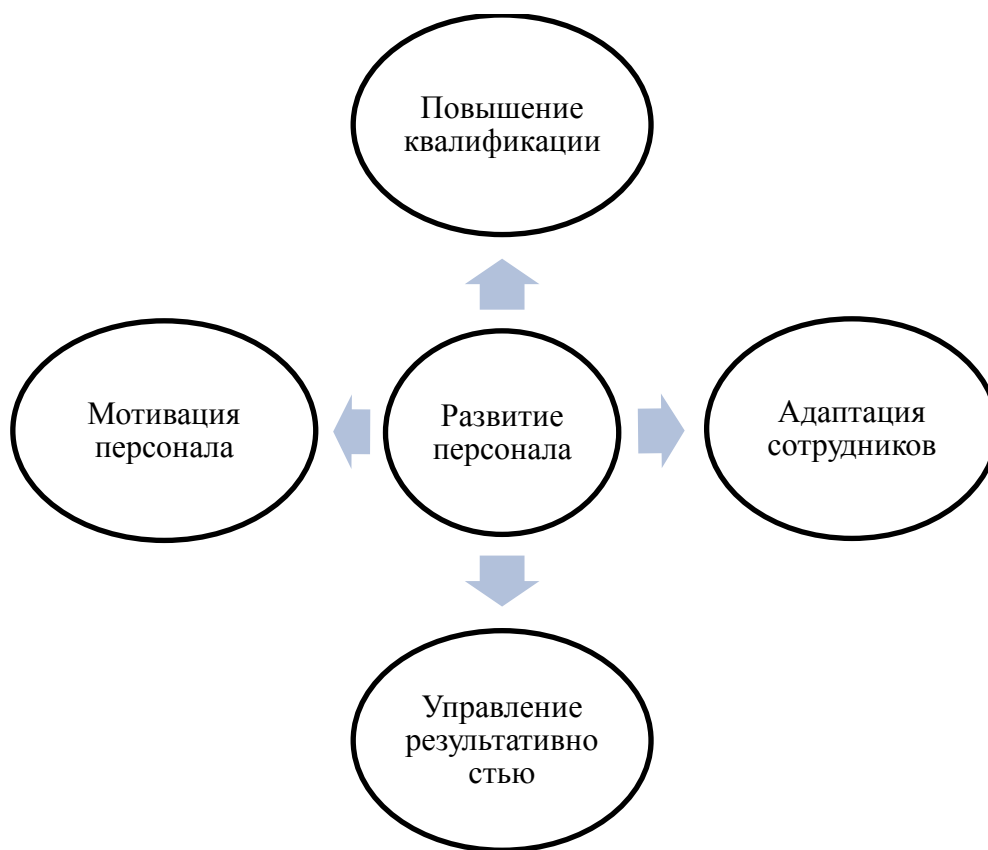 Повышение
квалификации
Мотивация
персонала
Развитие
персонала
Адаптация
сотрудников
Управление
результативно
стью